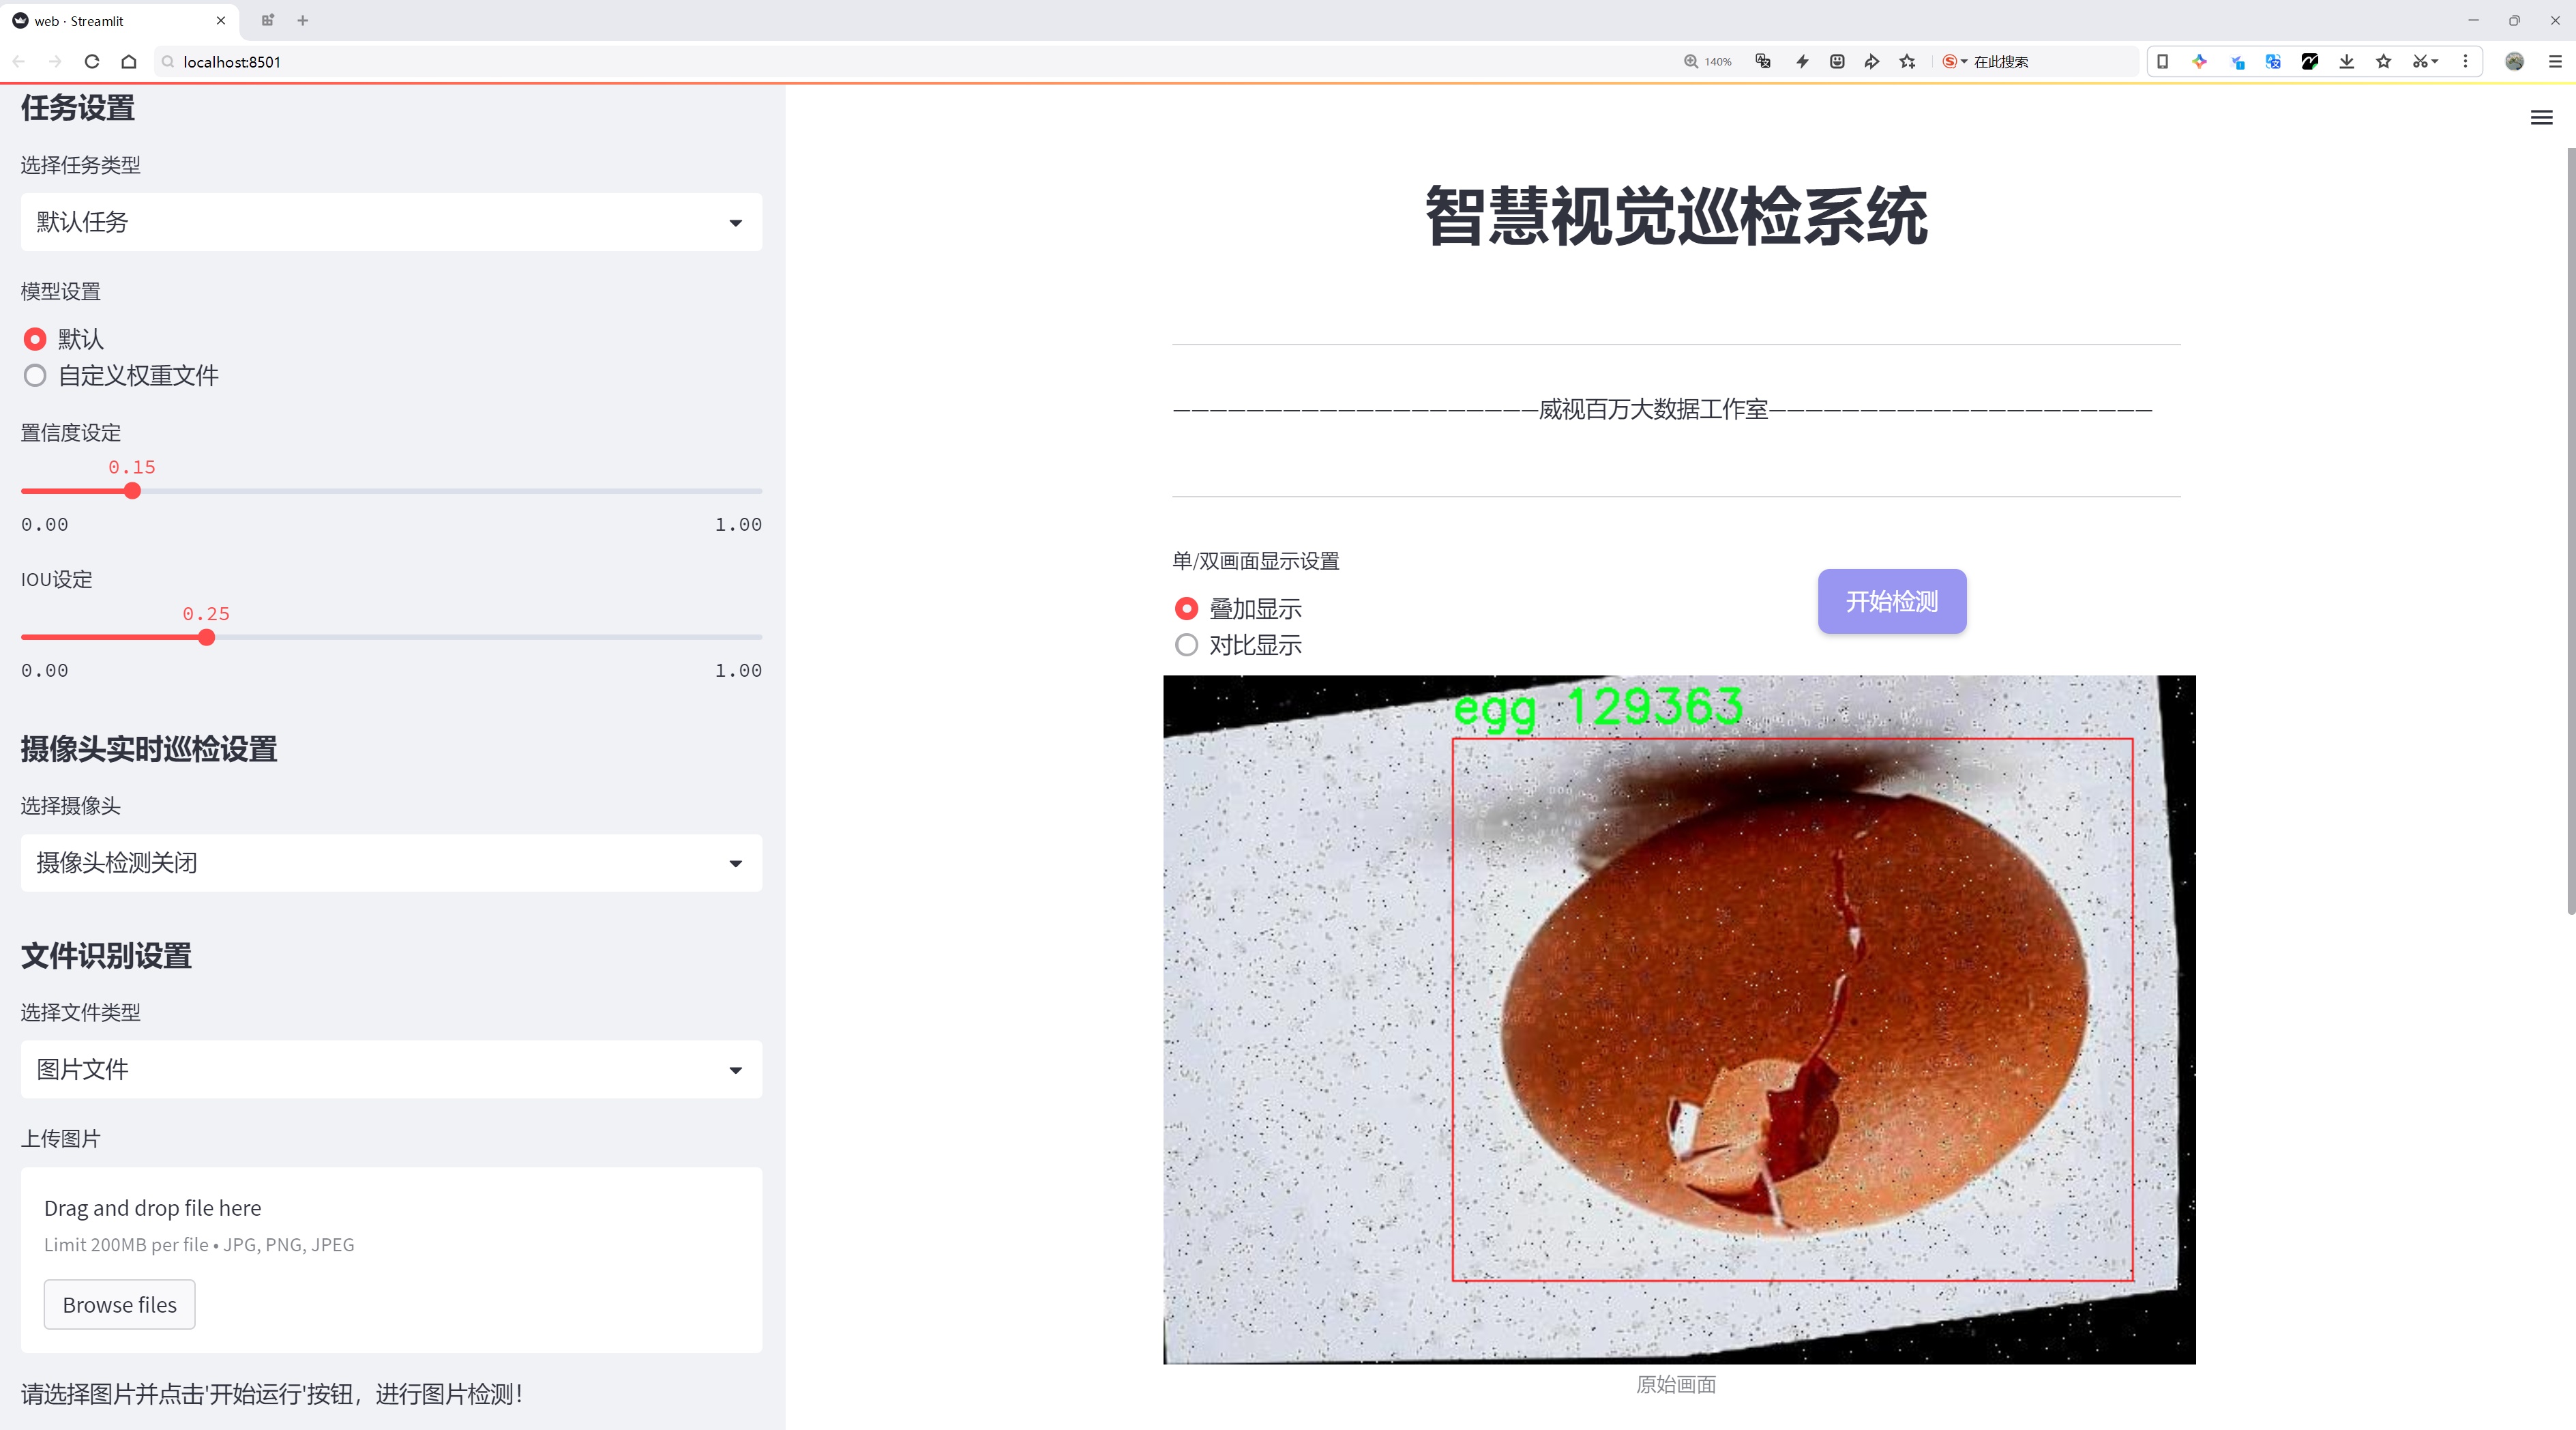 web · Streamlit
localhost:8501
140%
在此搜索
任务设置
选择任务类型
默认任务
模型设置
默认
自定义权重文件
置信度设定
0.15
0.00
1.00
IOU设定
0.25
0.00
1.00
摄像头实时巡检设置
选择摄像头
摄像头检测关闭
文件识别设置
选择文件类型
图片文件
上传图片
Drag and drop file here
Limit 200MB per file • JPG, PNG, JPEG
Browse files
请选择图片并点击'开始运行'按钮，进行图片检测！
智慧视觉巡检系统
————————————————————威视百万大数据工作室—————————————————————
单/双画面显示设置
叠加显示
对比显示
开始检测
egg 129363
原始画面